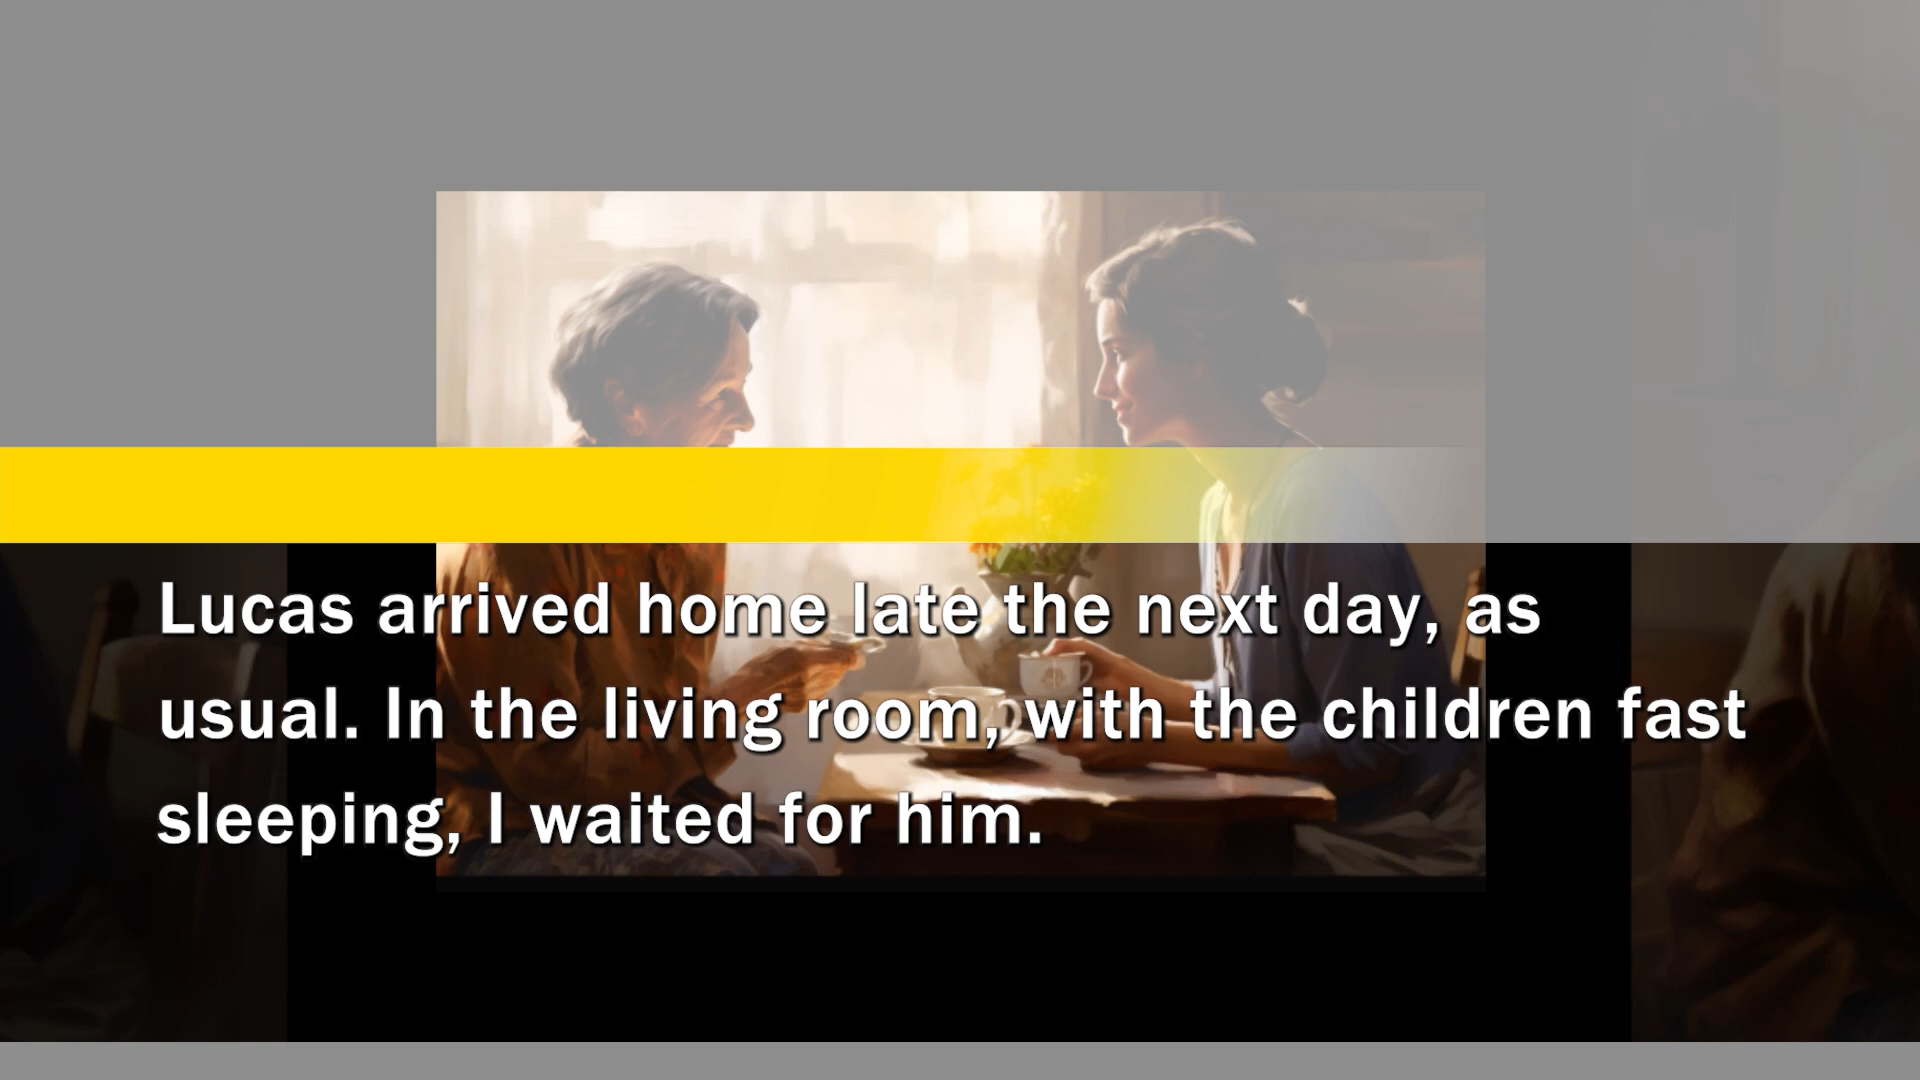 Lucas arrived home late the next day, as
usual. In the living room, with the children fast
sleeping, I waited for him.